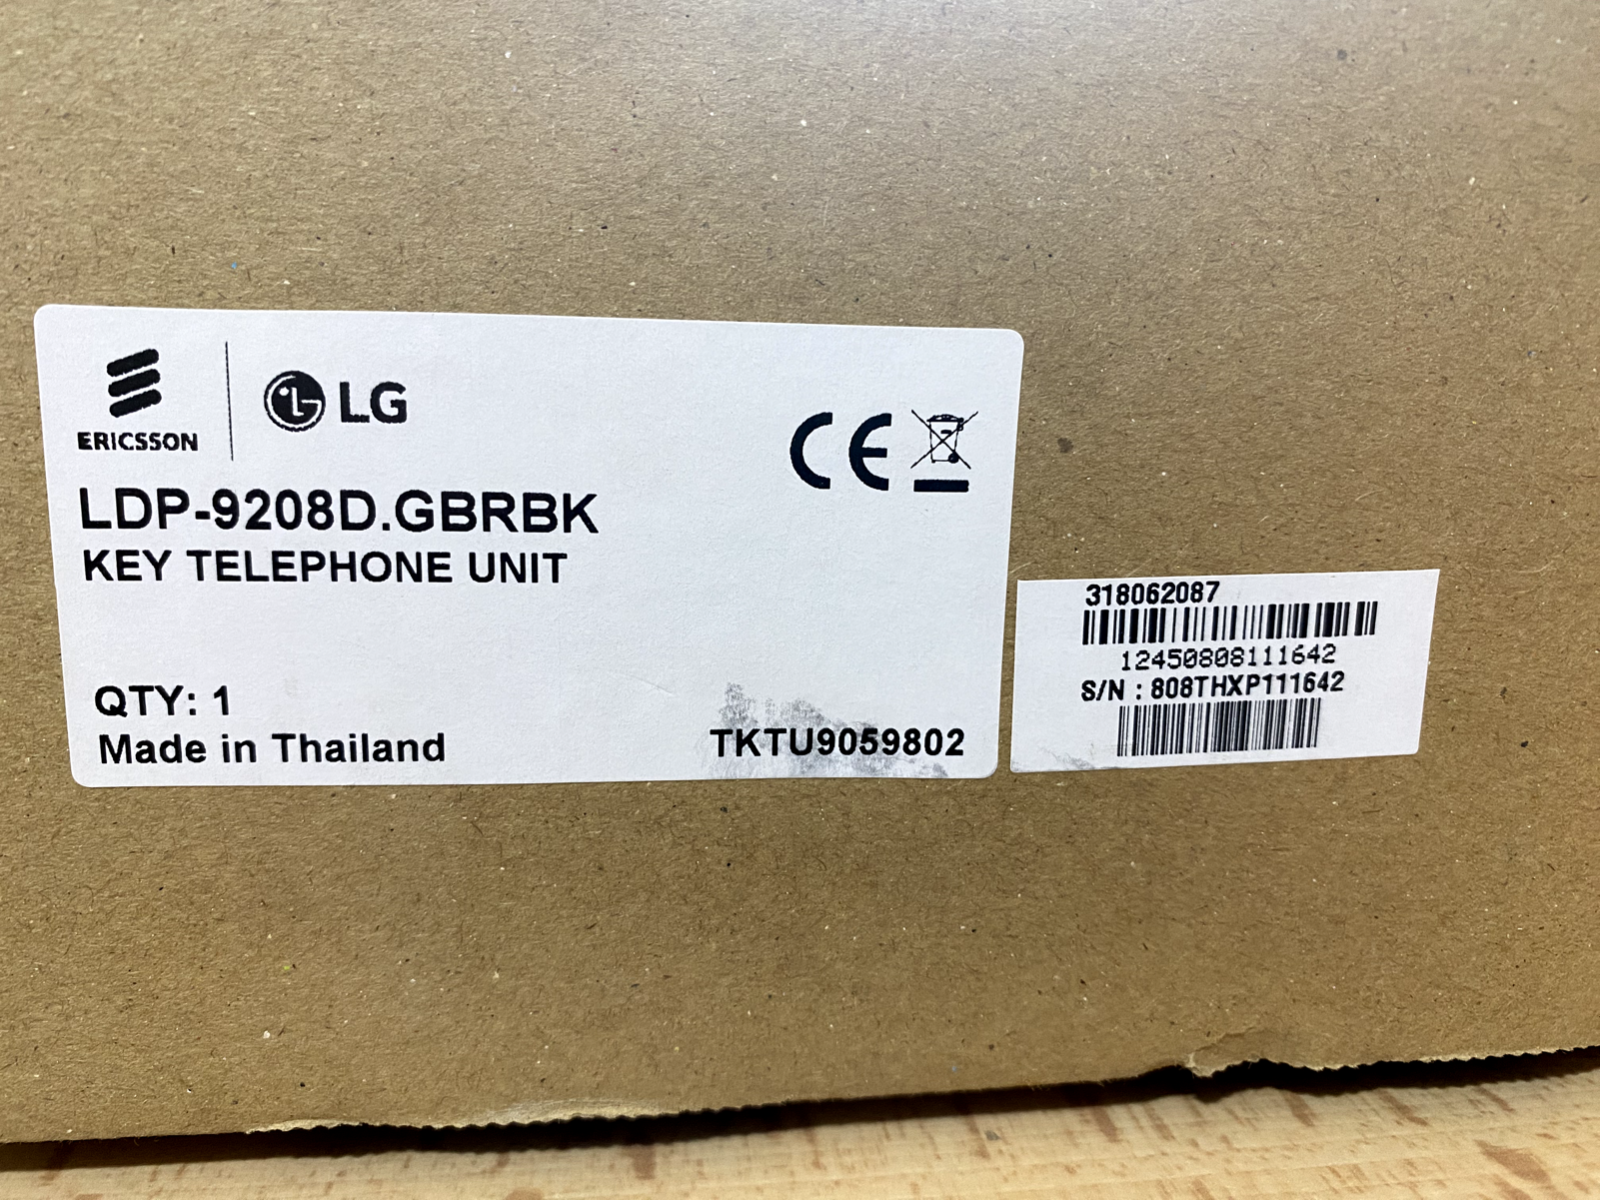 ERICSSON
LG
CE
LDP-9208D.GBRBK
KEY TELEPHONE UNIT
QTY: 1
Made in Thailand
TKTU9059802
318062087
12450808111642
S/N : 808THXP111642